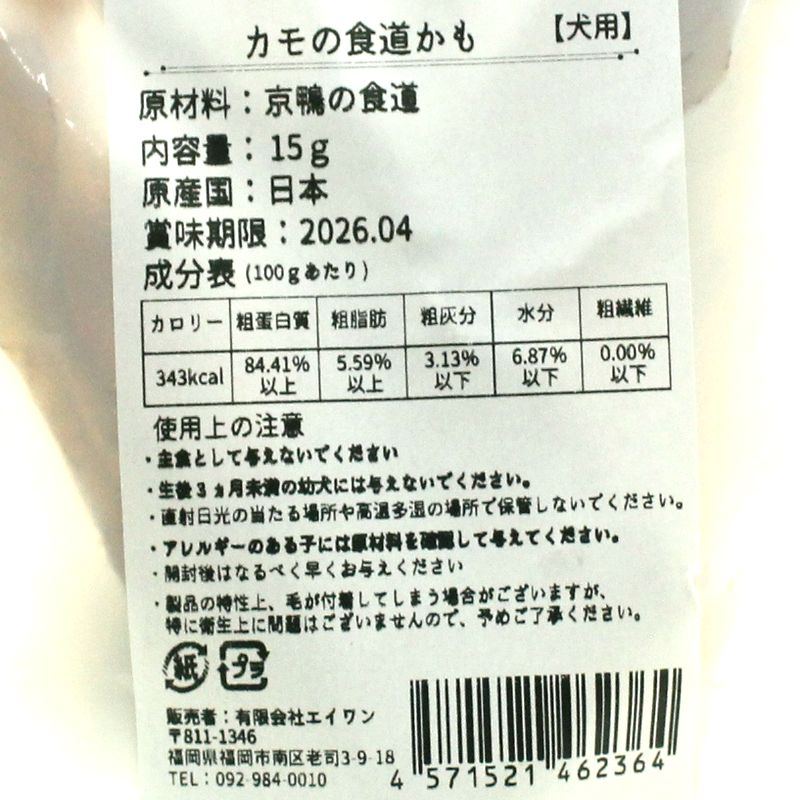 カモの食道かも 【犬用】
原材料：京鴨の食道
内容量：15g
原産国：日本
賞味期限：2026.04
成分表(100gあたり)
カロリー 粗蛋白質 粗脂肪 粗灰分 水分 粗繊維
343kcal 84.41%以上 5.59%以上 3.13%以下 6.87%以下 0.00%以下
使用上の注意
・主食として与えないでください
・生後3ヵ月未満の幼犬には与えないでください。
・直射日光の当たる場所や高温多湿の場所で保管しないでください。
・アレルギーのある子には原材料を確認して与えてください。
・開封後はなるべく早くお与えください
・製品の特性上、毛が付着してしまう場合がございますが、
特に衛生上に問題はございませんので、予めご了承ください。
紙 プラ
販売者：有限会社エイワン
〒811-1346
福岡県福岡市南区老司3-9-18
TEL：092-984-0010
4 571521 462364